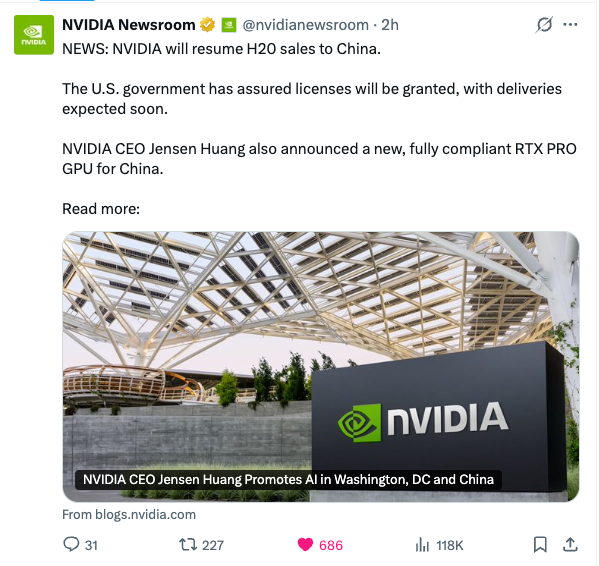 NVIDIA Newsroom @nvidianewsroom · 2h
NVIDIA
NEWS: NVIDIA will resume H20 sales to China.
The U.S. government has assured licenses will be granted, with deliveries
expected soon.
NVIDIA CEO Jensen Huang also announced a new, fully compliant RTX PRO
GPU for China.
Read more:
NVIDIA
NVIDIA CEO Jensen Huang Promotes AI in Washington, DC and China
From blogs.nvidia.com
31 227 686 118K